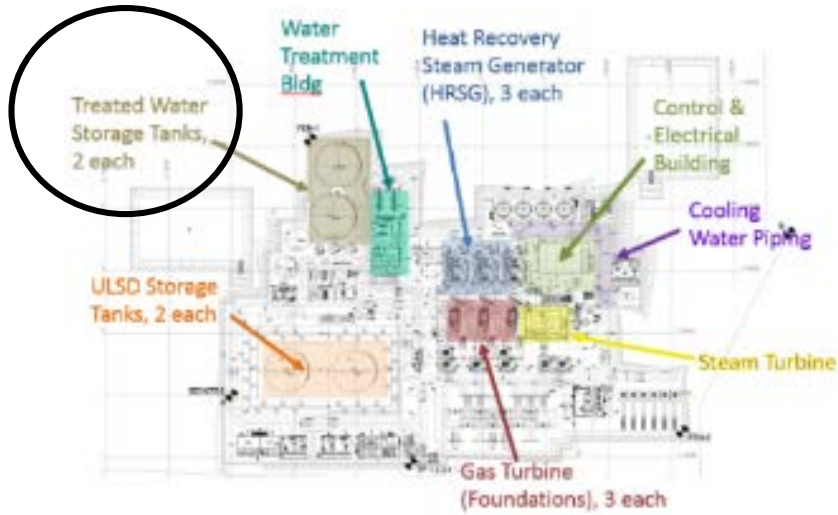 Water
Treatment
Bldg
Heat Recovery
Steam Generator
(HRSG), 3 each
Treated Water
Storage Tanks,
2 each
Control &
Electrical
Building
Cooling
Water Piping
ULSD Storage
Tanks, 2 each
Steam Turbine
Gas Turbine
(Foundations), 3 each